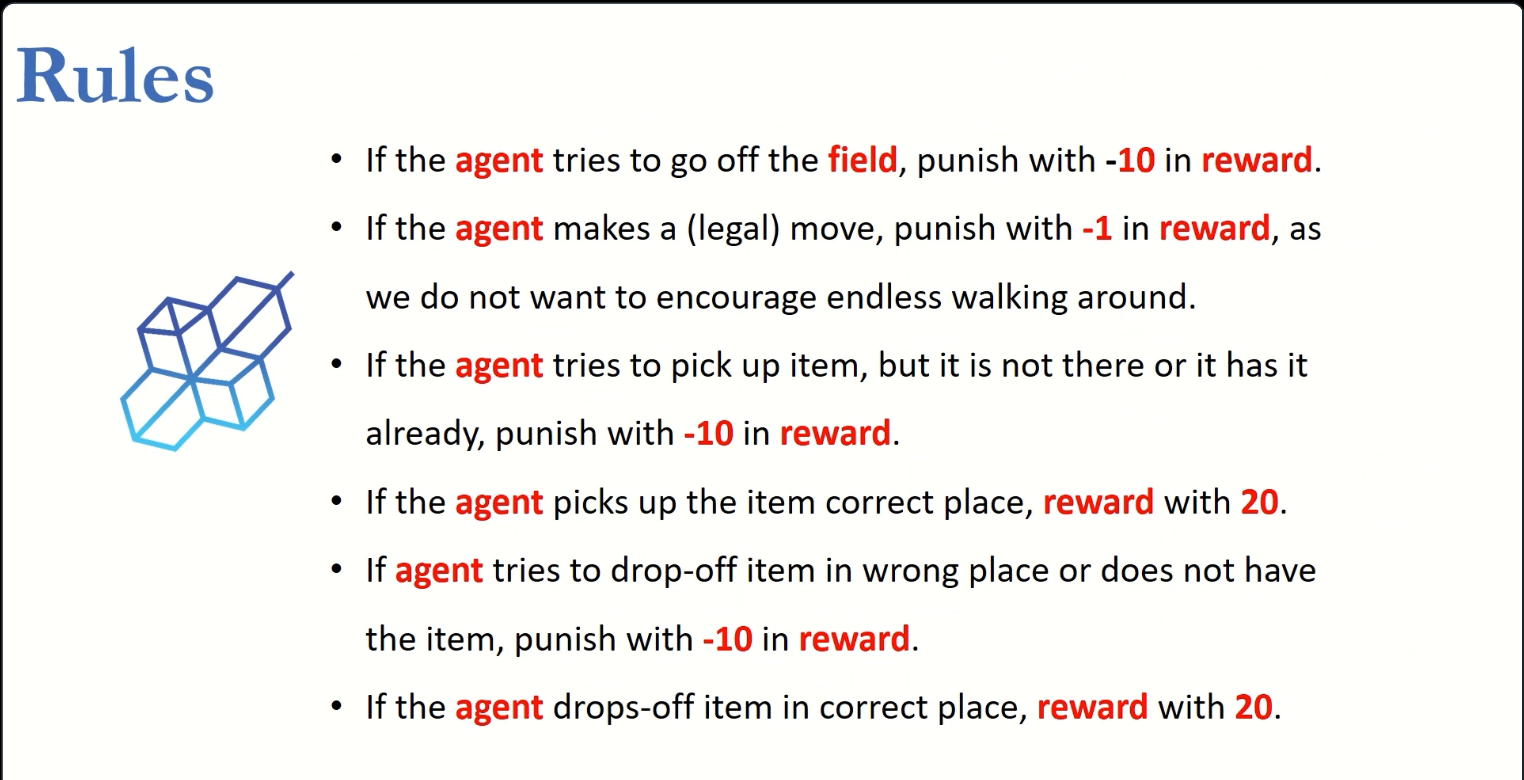 Rules
• If the agent tries to go off the field, punish with -10 in reward.
• If the agent makes a (legal) move, punish with -1 in reward, as
we do not want to encourage endless walking around.
• If the agent tries to pick up item, but it is not there or it has it
already, punish with -10 in reward.
• If the agent picks up the item correct place, reward with 20.
• If agent tries to drop-off item in wrong place or does not have
the item, punish with -10 in reward.
• If the agent drops-off item in correct place, reward with 20.